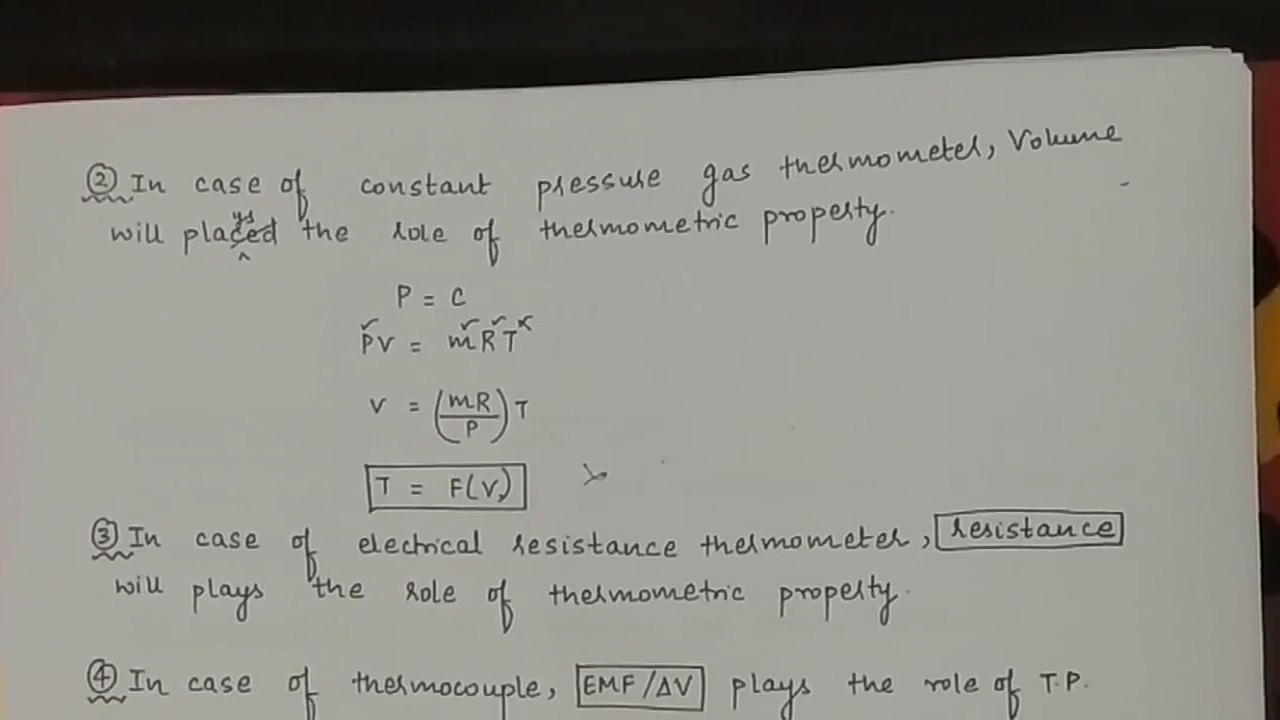 ② In case of constant pressure gas thermometer, Volume
will placed ys the role of thermometric property.
P = C
PV = mRT
V = (mR/P) T
T = F(V)
③ In case of electrical resistance thermometer, resistance
will plays the role of thermometric property.
④ In case of thermocouple, EMF/ΔV plays the role of T.P.